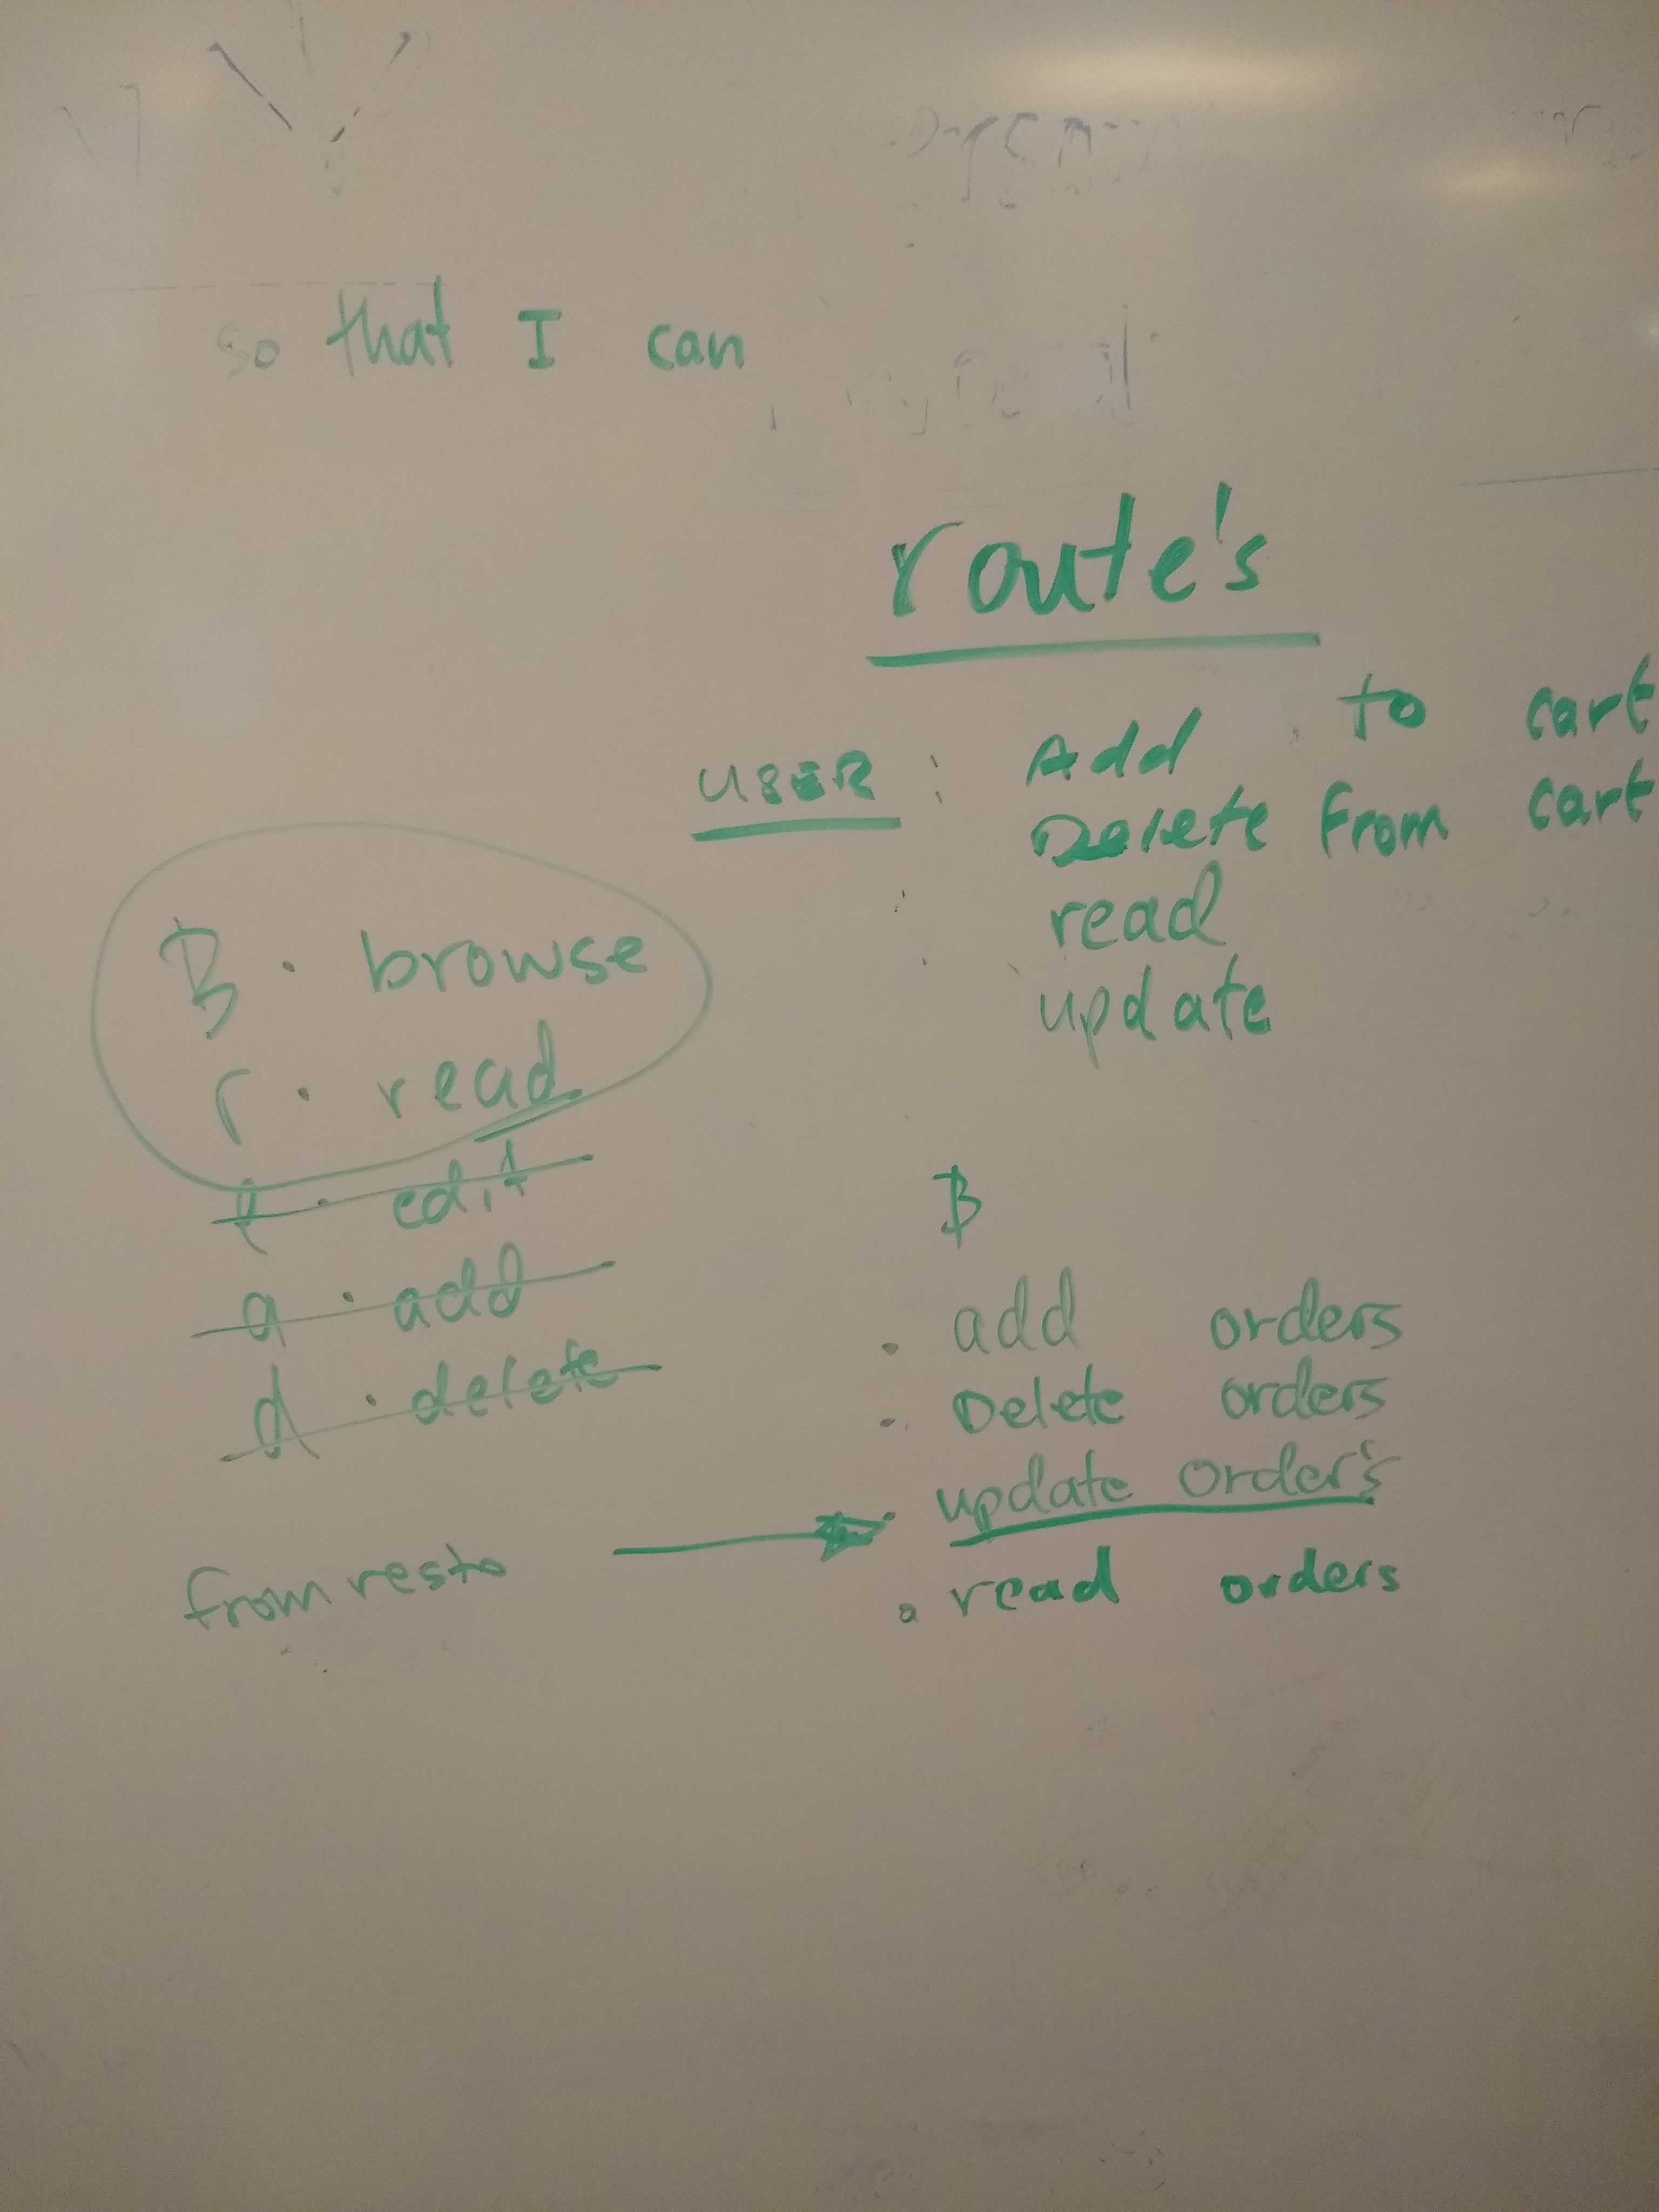 so that I can
route's
USER : Add to cart
Delete From cart
read
update
B . browse
r . read
e . edit
a . add
d . delete
B
. add orders
. Delete orders
. update order's
from resto
. read orders